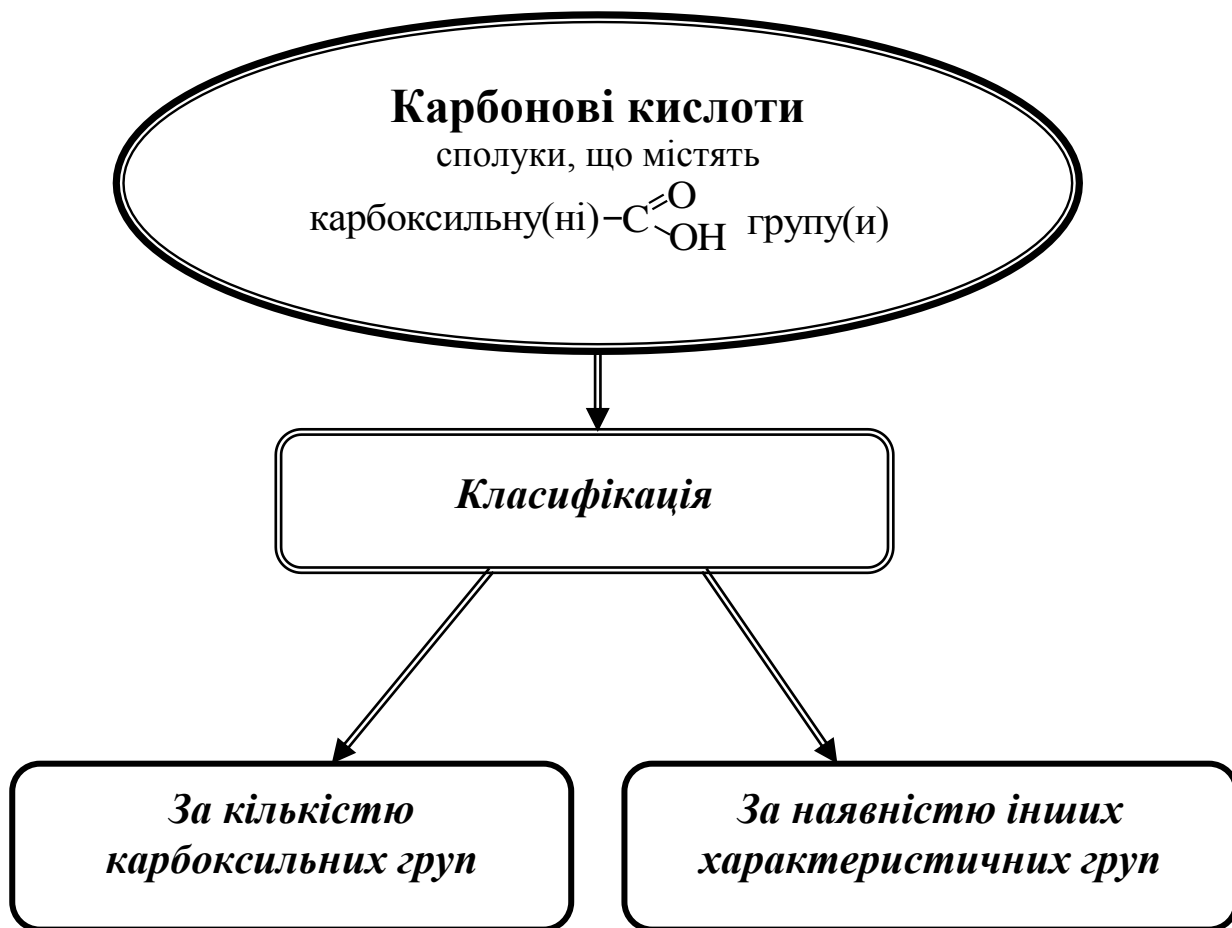 Карбонові кислоти
сполуки, що містять
карбоксильну(ні) –C=O OH групу(и)
Класифікація
За кількістю
карбоксильних груп
За наявністю інших
характеристичних груп